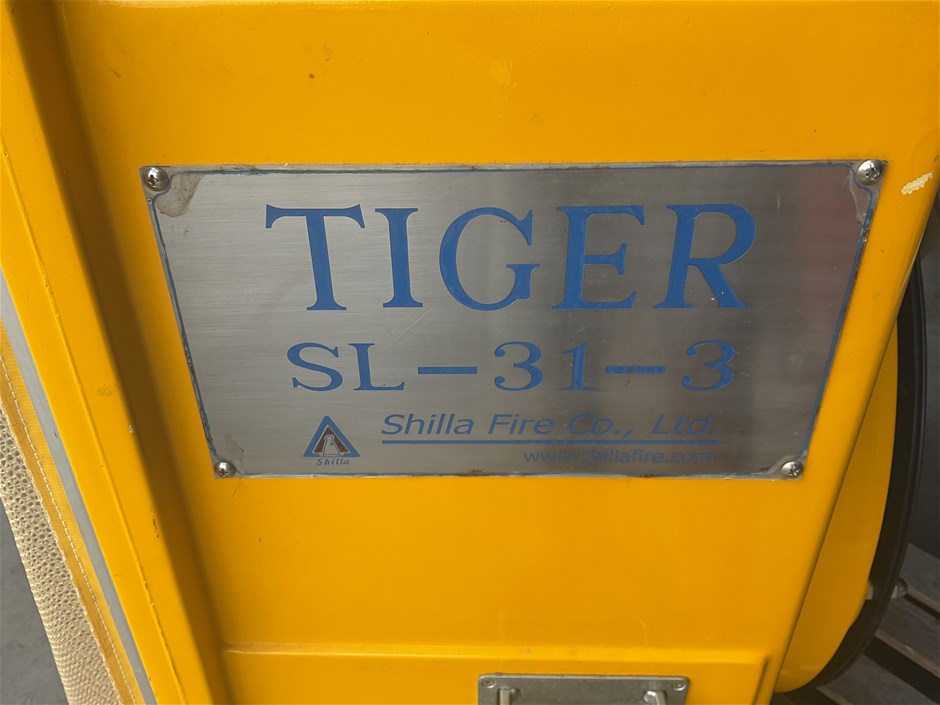 TIGER
SL-31-3
Shilla Fire Co., Ltd.
Shilla
www.shillafire.com